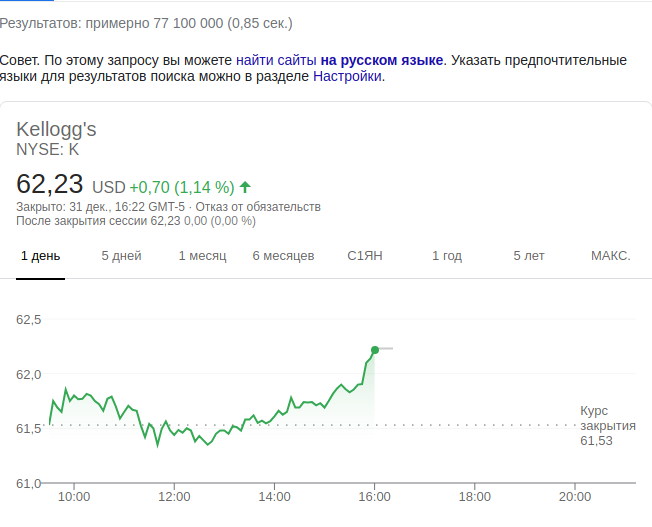 Результатов: примерно 77 100 000 (0,85 сек.)
Совет. По этому запросу вы можете найти сайты на русском языке. Указать предпочтительные
языки для результатов поиска можно в разделе Настройки.
Kellogg's
NYSE: K
62,23 USD +0,70 (1,14 %)
Закрыто: 31 дек., 16:22 GMT-5 · Отказ от обязательств
После закрытия сессии 62,23 0,00 (0,00 %)
1 день 5 дней 1 месяц 6 месяцев С1ЯН 1 год 5 лет МАКС.
62,5
62,0
61,5
61,0
Курс
закрытия
61,53
10:00 12:00 14:00 16:00 18:00 20:00